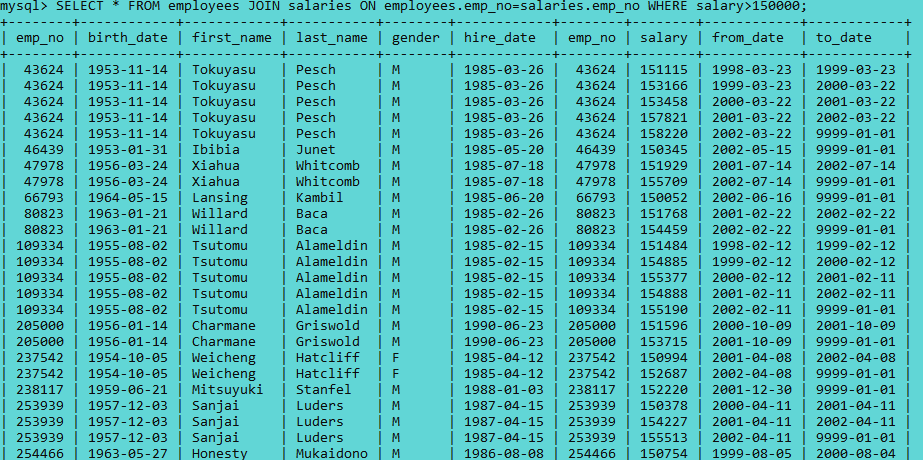 mysql> SELECT * FROM employees JOIN salaries ON employees.emp_no=salaries.emp_no WHERE salary>150000;
+--------+------------+------------+-----------+--------+------------+--------+--------+------------+------------+
| emp_no | birth_date | first_name | last_name | gender | hire_date | emp_no | salary | from_date | to_date |
+--------+------------+------------+-----------+--------+------------+--------+--------+------------+------------+
| 43624 | 1953-11-14 | Tokuyasu | Pesch | M | 1985-03-26 | 43624 | 151115 | 1998-03-23 | 1999-03-23 |
| 43624 | 1953-11-14 | Tokuyasu | Pesch | M | 1985-03-26 | 43624 | 153166 | 1999-03-23 | 2000-03-22 |
| 43624 | 1953-11-14 | Tokuyasu | Pesch | M | 1985-03-26 | 43624 | 153458 | 2000-03-22 | 2001-03-22 |
| 43624 | 1953-11-14 | Tokuyasu | Pesch | M | 1985-03-26 | 43624 | 157821 | 2001-03-22 | 2002-03-22 |
| 43624 | 1953-11-14 | Tokuyasu | Pesch | M | 1985-03-26 | 43624 | 158220 | 2002-03-22 | 9999-01-01 |
| 46439 | 1953-01-31 | Ibibia | Junet | M | 1985-05-20 | 46439 | 150345 | 2002-05-15 | 9999-01-01 |
| 47978 | 1956-03-24 | Xiahua | Whitcomb | M | 1985-07-18 | 47978 | 151929 | 2001-07-14 | 2002-07-14 |
| 47978 | 1956-03-24 | Xiahua | Whitcomb | M | 1985-07-18 | 47978 | 155709 | 2002-07-14 | 9999-01-01 |
| 66793 | 1964-05-15 | Lansing | Kambil | M | 1985-06-20 | 66793 | 150052 | 2002-06-16 | 9999-01-01 |
| 80823 | 1963-01-21 | Willard | Baca | M | 1985-02-26 | 80823 | 151768 | 2001-02-22 | 2002-02-22 |
| 80823 | 1963-01-21 | Willard | Baca | M | 1985-02-26 | 80823 | 154459 | 2002-02-22 | 9999-01-01 |
| 109334 | 1955-08-02 | Tsutomu | Alameldin | M | 1985-02-15 | 109334 | 151484 | 1998-02-12 | 1999-02-12 |
| 109334 | 1955-08-02 | Tsutomu | Alameldin | M | 1985-02-15 | 109334 | 154885 | 1999-02-12 | 2000-02-12 |
| 109334 | 1955-08-02 | Tsutomu | Alameldin | M | 1985-02-15 | 109334 | 155377 | 2000-02-12 | 2001-02-11 |
| 109334 | 1955-08-02 | Tsutomu | Alameldin | M | 1985-02-15 | 109334 | 154888 | 2001-02-11 | 2002-02-11 |
| 109334 | 1955-08-02 | Tsutomu | Alameldin | M | 1985-02-15 | 109334 | 155190 | 2002-02-11 | 9999-01-01 |
| 205000 | 1956-01-14 | Charmane | Griswold | M | 1990-06-23 | 205000 | 151596 | 2000-10-09 | 2001-10-09 |
| 205000 | 1956-01-14 | Charmane | Griswold | M | 1990-06-23 | 205000 | 153715 | 2001-10-09 | 9999-01-01 |
| 237542 | 1954-10-05 | Weicheng | Hatcliff | F | 1985-04-12 | 237542 | 150994 | 2001-04-08 | 2002-04-08 |
| 237542 | 1954-10-05 | Weicheng | Hatcliff | F | 1985-04-12 | 237542 | 152687 | 2002-04-08 | 9999-01-01 |
| 238117 | 1959-06-21 | Mitsuyuki | Stanfel | M | 1988-01-03 | 238117 | 152220 | 2001-12-30 | 9999-01-01 |
| 253939 | 1957-12-03 | Sanjai | Luders | M | 1987-04-15 | 253939 | 150378 | 2000-04-11 | 2001-04-11 |
| 253939 | 1957-12-03 | Sanjai | Luders | M | 1987-04-15 | 253939 | 154227 | 2001-04-11 | 2002-04-11 |
| 253939 | 1957-12-03 | Sanjai | Luders | M | 1987-04-15 | 253939 | 155513 | 2002-04-11 | 9999-01-01 |
| 254466 | 1963-05-27 | Honesty | Mukaidono | M | 1986-08-08 | 254466 | 150754 | 1999-08-05 | 2000-08-04 |